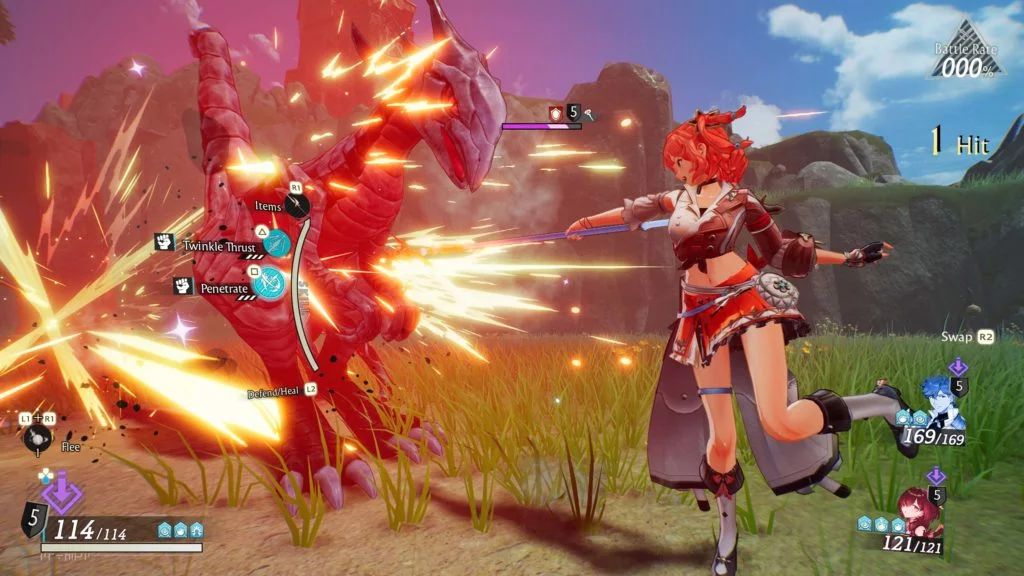 Battle Rate
000%
5
1 Hit
R1
Items
Twinkle Thrust
Penetrate
Swap R2
5
169/169
Defend/Heal L2
L1+R1
Flee
5
114/114
5
121/121